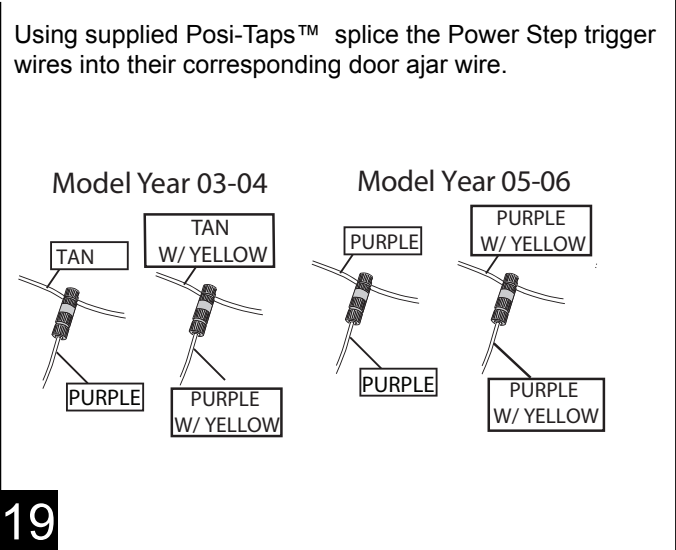 Using supplied Posi-Taps™ splice the Power Step trigger
wires into their corresponding door ajar wire.
Model Year 03-04
TAN
TAN
W/ YELLOW
PURPLE
PURPLE
W/ YELLOW
Model Year 05-06
PURPLE
PURPLE
W/ YELLOW
PURPLE
PURPLE
W/ YELLOW
19